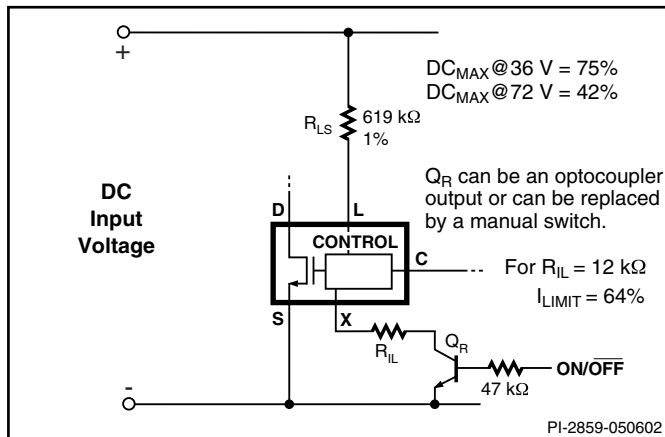 +
DC_MAX@36 V = 75%
DC_MAX@72 V = 42%
R_LS
619 kΩ
1%
Q_R can be an optocoupler
output or can be replaced
by a manual switch.
DC
Input
Voltage
D
L
CONTROL
C
For R_IL = 12 kΩ
I_LIMIT = 64%
S
X
R_IL
Q_R
ON/O̅F̅F̅
47 kΩ
-
PI-2859-050602